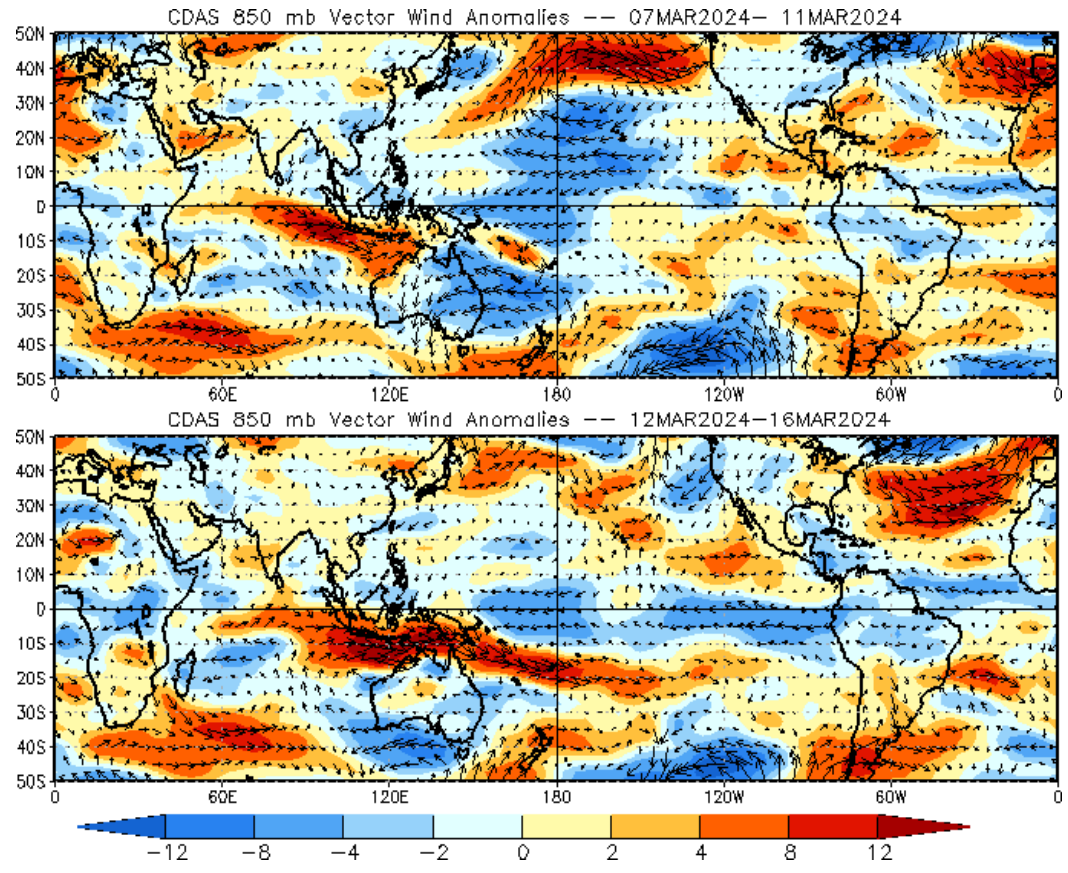 CDAS 850 mb Vector Wind Anomalies –– 07MAR2024– 11MAR2024
50N
40N
30N
20N
10N
0
10S
20S
30S
40S
50S
0 60E 120E 180 120W 60W 0
CDAS 850 mb Vector Wind Anomalies –– 12MAR2024–16MAR2024
50N
40N
30N
20N
10N
0
10S
20S
30S
40S
50S
0 60E 120E 180 120W 60W 0
−12 −8 −4 −2 0 2 4 8 12